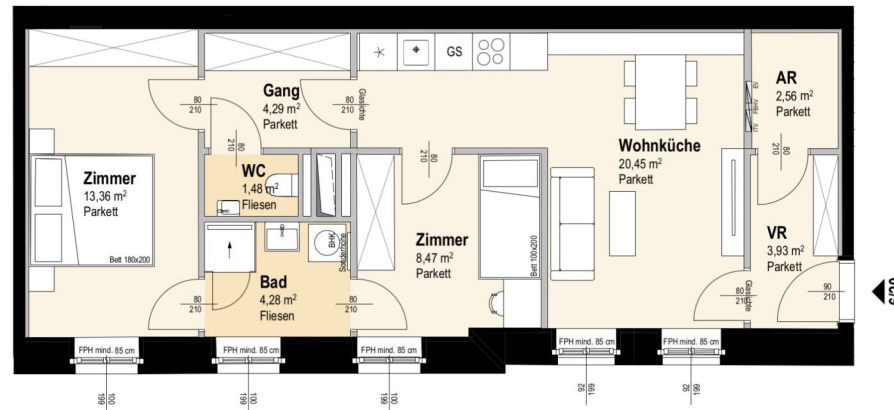 GS
Gang
4,29 m²
Parkett
80
210
80
210
80
210
Glaslichte
AR
2,56 m²
Parkett
80
210
Wohnküche
20,45 m²
Parkett
WC
1,48 m²
Fliesen
80
210
Zimmer
13,36 m²
Parkett
Bett 180x200
Zimmer
8,47 m²
Parkett
Bett 100x200
VR
3,93 m²
Parkett
BHK
Sonderhöhe
Bad
4,28 m²
Fliesen
80
210
80
210
80
210
Glaslichte
90
210
FPH mind. 85 cm
FPH mind. 85 cm
FPH mind. 85 cm
FPH mind. 85 cm
FPH mind. 85 cm
100
199
100
199
100
199
92
199
92
199